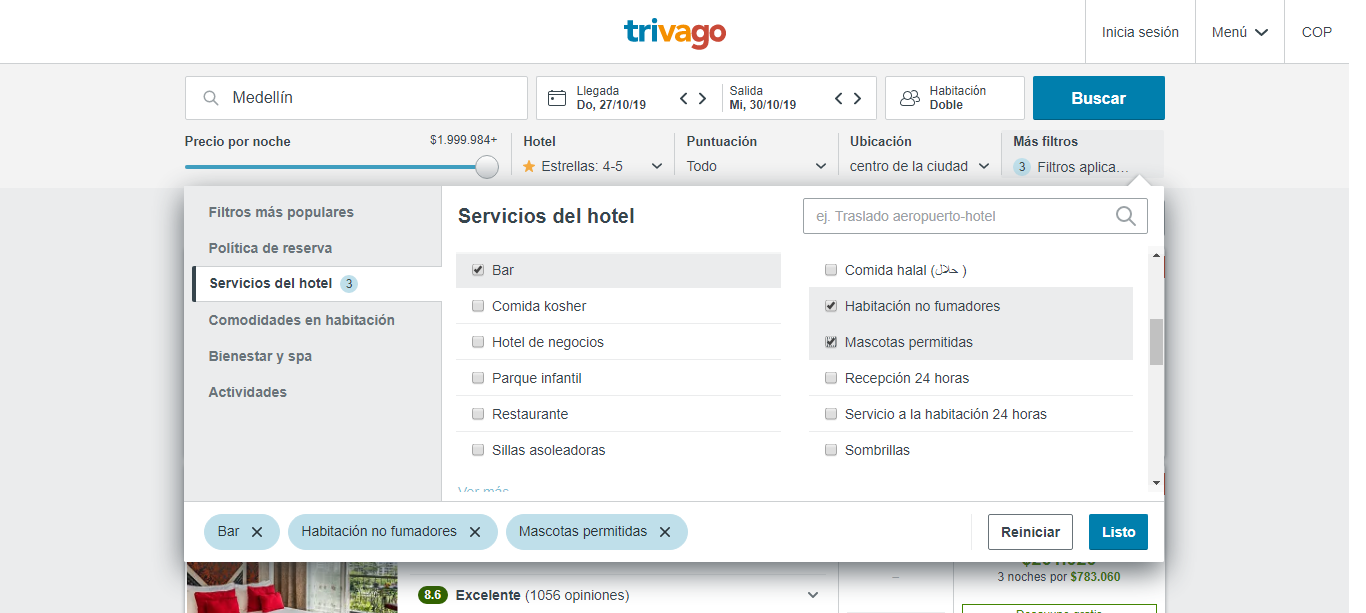 trivago
Inicia sesión
Menú
COP
Medellín
Llegada
Do, 27/10/19
Salida
Mi, 30/10/19
Habitación
Doble
Buscar
Precio por noche
$1.999.984+
Hotel
Estrellas: 4-5
Puntuación
Todo
Ubicación
centro de la ciudad
Más filtros
3 Filtros aplica...
Filtros más populares
Política de reserva
Servicios del hotel 3
Comodidades en habitación
Bienestar y spa
Actividades
Servicios del hotel
ej. Traslado aeropuerto-hotel
Bar
Comida kosher
Hotel de negocios
Parque infantil
Restaurante
Sillas asoleadoras
Ver más
Comida halal (حلال )
Habitación no fumadores
Mascotas permitidas
Recepción 24 horas
Servicio a la habitación 24 horas
Sombrillas
Bar
Habitación no fumadores
Mascotas permitidas
Reiniciar
Listo
8.6 Excelente (1056 opiniones)
3 noches por $783.060